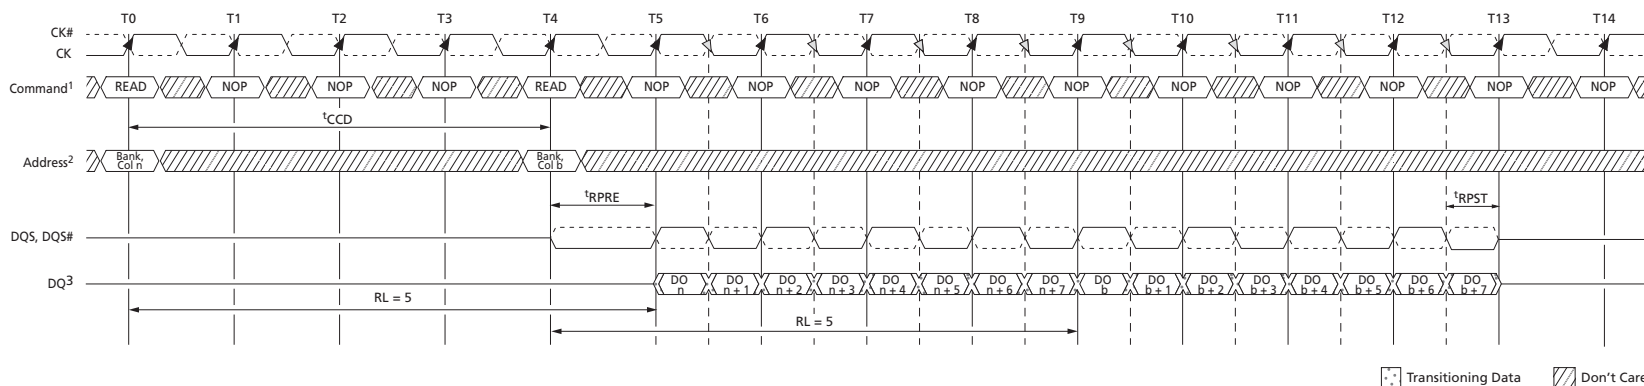 T0 T1 T2 T3 T4 T5 T6 T7 T8 T9 T10 T11 T12 T13 T14
CK#
CK
Command1 READ NOP NOP NOP READ NOP NOP NOP NOP NOP NOP NOP NOP NOP NOP
tCCD
Address2 Bank, Col n Bank, Col b
tRPRE tRPST
DQS, DQS#
DQ3 DO n DO n + 1 DO n + 2 DO n + 3 DO n + 4 DO n + 5 DO n + 6 DO n + 7 DO b DO b + 1 DO b + 2 DO b + 3 DO b + 4 DO b + 5 DO b + 6 DO b + 7
RL = 5
RL = 5
Transitioning Data Don't Care